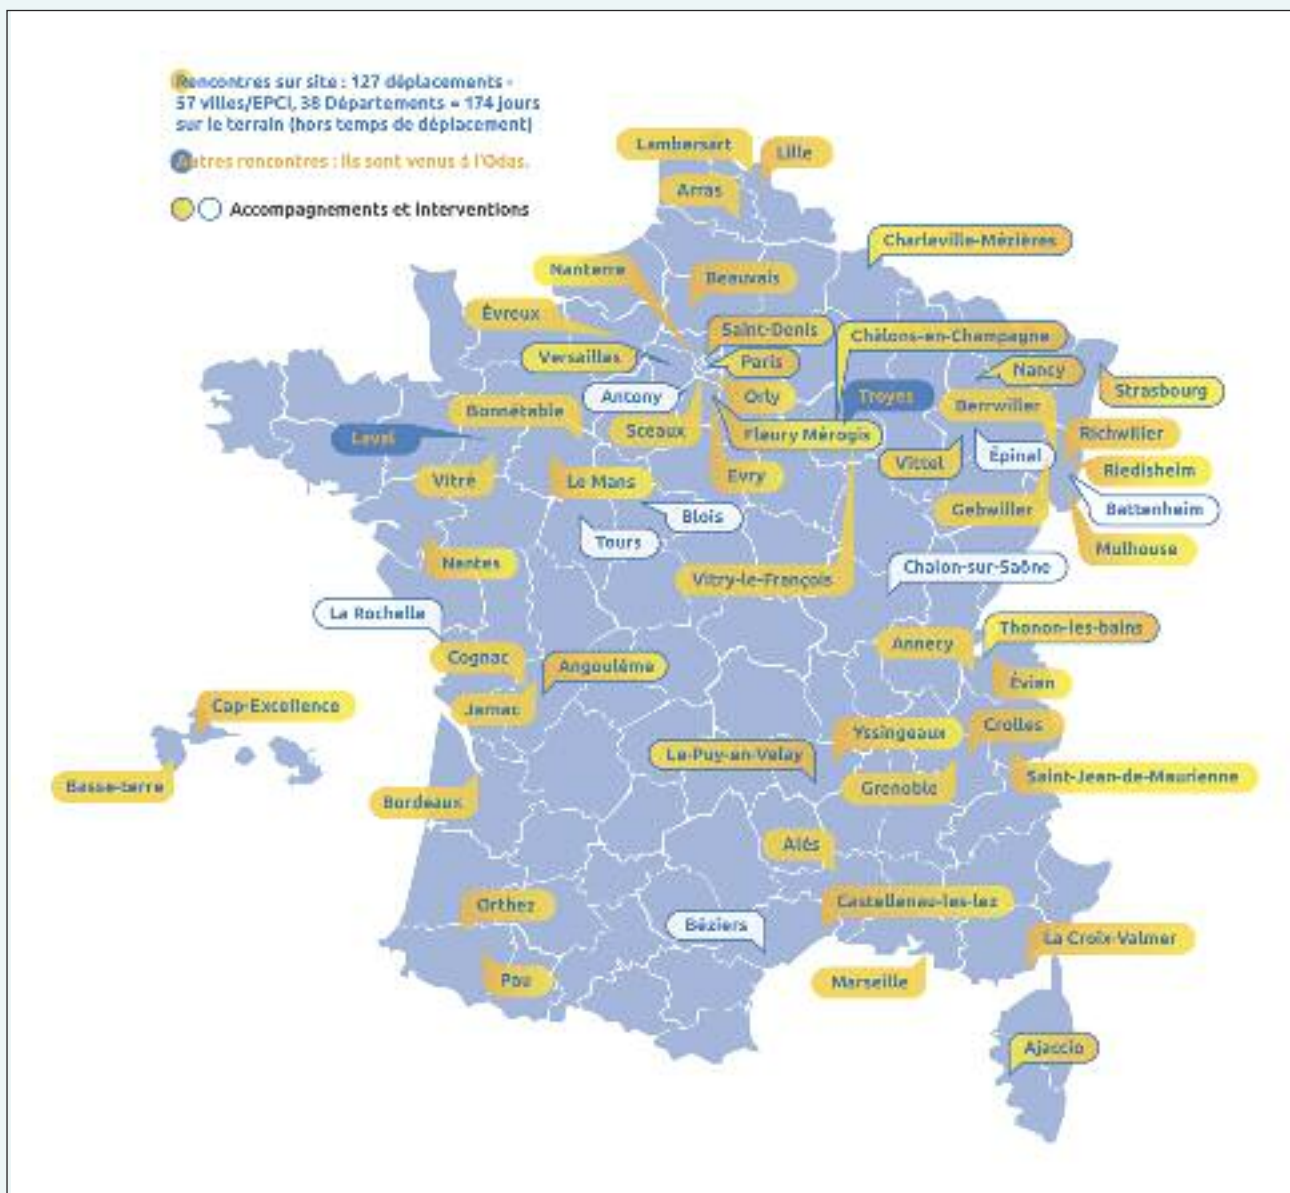 Rencontres sur site : 127 déplacements -
57 villes/EPCI, 38 Départements = 174 jours
sur le terrain (hors temps de déplacement)
Autres rencontres : Ils sont venus à l'Odas.
Accompagnements et interventions
Lambersart
Lille
Arras
Charleville-Mézières
Nanterre
Beauvais
Évreux
Saint-Denis
Châlons-en-Champagne
Versailles
Paris
Nancy
Strasbourg
Antony
Orly
Troyes
Berrwiller
Bonnétable
Sceaux
Fleury Mérogis
Richwiller
Laval
Vittel
Épinal
Riedisheim
Vitré
Le Mans
Evry
Gebwiller
Battenheim
Blois
Tours
Mulhouse
Nantes
Vitry-le-François
Chalon-sur-Saône
La Rochelle
Thonon-les-bains
Annecy
Cognac
Angoulême
Évian
Cap-Excellence
Jarnac
Yssingeaux
Crolles
Le-Puy-en-Velay
Saint-Jean-de-Maurienne
Basse-terre
Bordeaux
Grenoble
Alès
Orthez
Castellenau-les-lez
Béziers
La Croix-Valmer
Pau
Marseille
Ajaccio